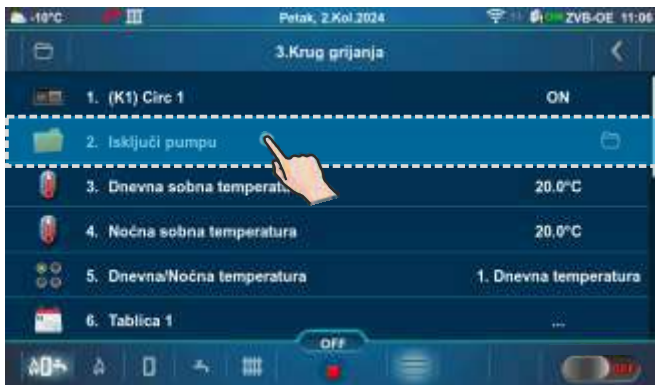 -10°C Petak, 2.Kol.2024 ZVB-OE 11:06
3.Krug grijanja
1. (K1) Circ 1 ON
2. Isključi pumpu
3. Dnevna sobna temperatu 20.0°C
4. Noćna sobna temperatura 20.0°C
5. Dnevna/Noćna temperatura 1. Dnevna temperatura
6. Tablica 1 ...
OFF
OFF